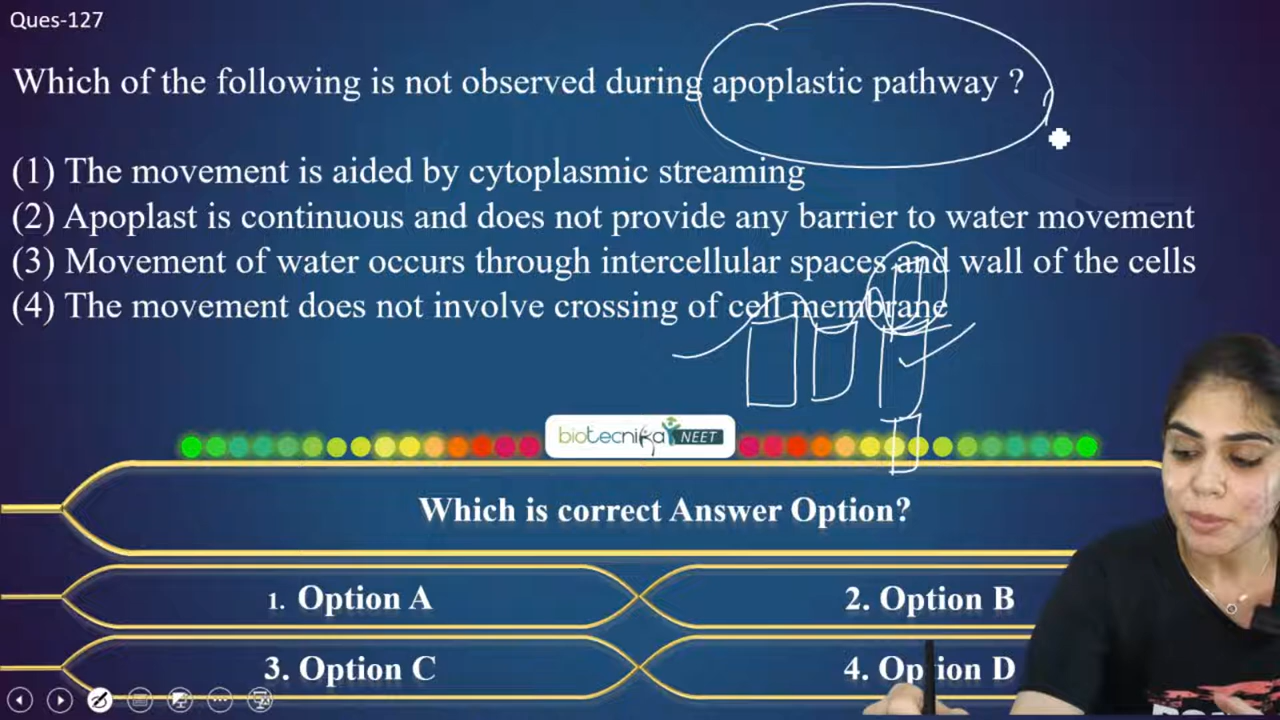 Ques-127
Which of the following is not observed during apoplastic pathway ?
(1) The movement is aided by cytoplasmic streaming
(2) Apoplast is continuous and does not provide any barrier to water movement
(3) Movement of water occurs through intercellular spaces and wall of the cells
(4) The movement does not involve crossing of cell membrane
biotecnika NEET
Which is correct Answer Option?
1. Option A
2. Option B
3. Option C
4. Option D